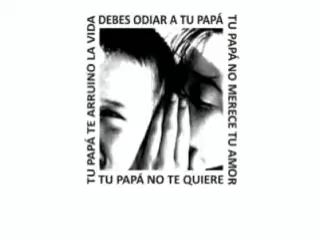 DEBES ODIAR A TU PAPÁ
TU PAPÁ NO MERECE TU AMOR
TU PAPÁ NO TE QUIERE
TU PAPÁ TE ARRUINO LA VIDA